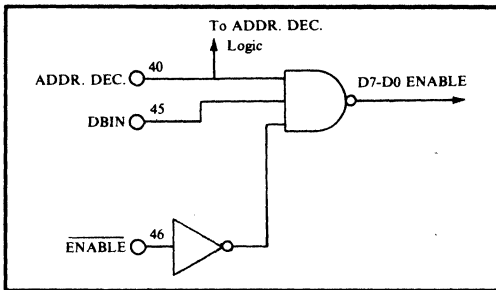 To ADDR. DEC.
Logic
ADDR. DEC. 40
D7-D0 ENABLE
DBIN 45
ENABLE 46